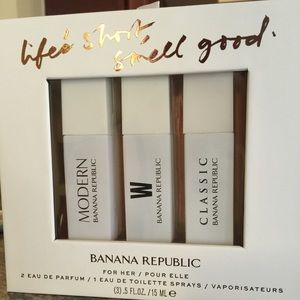 life's short,
smell good.
MODERN
BANANA REPUBLIC
W
BANANA REPUBLIC
CLASSIC
BANANA REPUBLIC
BANANA REPUBLIC
FOR HER / POUR ELLE
2 EAU DE PARFUM / 1 EAU DE TOILETTE SPRAYS / VAPORISATEURS
(3) .5 FL.OZ. / 15 ML ℮